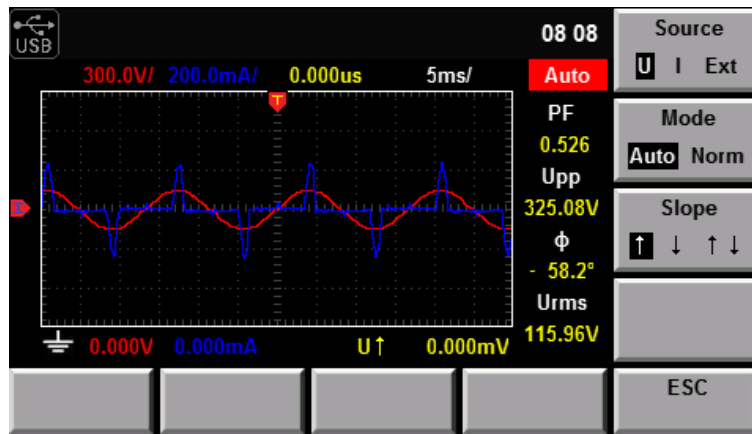 USB
08 08
300.0V/ 200.0mA/ 0.000us 5ms/ Auto
T
PF
0.526
Upp
325.08V
ϕ
- 58.2°
Urms
115.96V
0.000V 0.000mA U↑ 0.000mV
Source
U I Ext
Mode
Auto Norm
Slope
↑ ↓ ↑↓
ESC